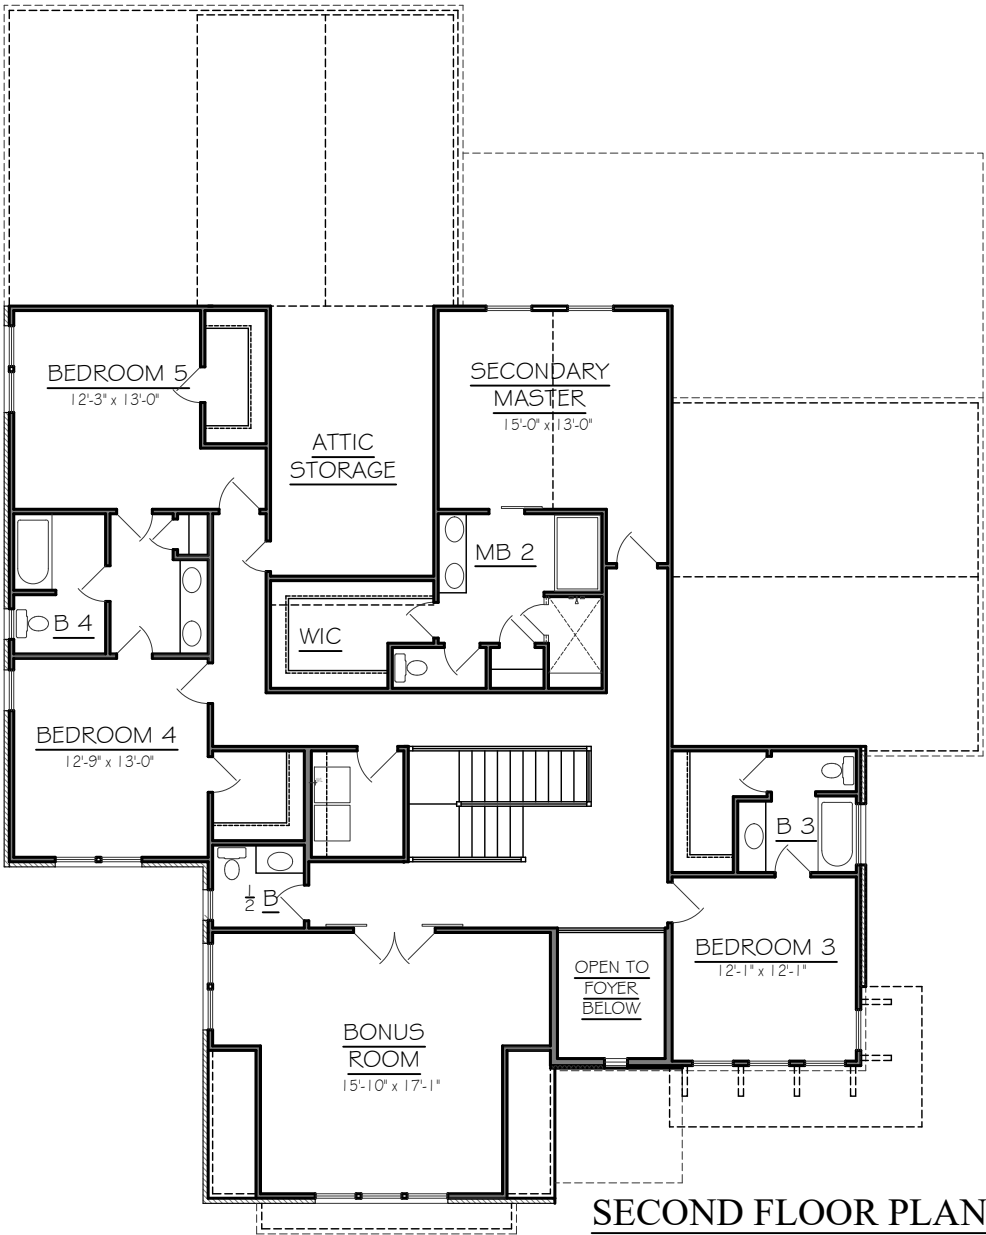 BEDROOM 5
12'-3" x 13'-0"
SECONDARY
MASTER
15'-0" x 13'-0"
ATTIC
STORAGE
MB 2
B 4
WIC
BEDROOM 4
12'-9" x 13'-0"
B 3
1/2 B
BEDROOM 3
12'-1" x 12'-1"
OPEN TO
FOYER
BELOW
BONUS
ROOM
15'-10" x 17'-1"
SECOND FLOOR PLAN